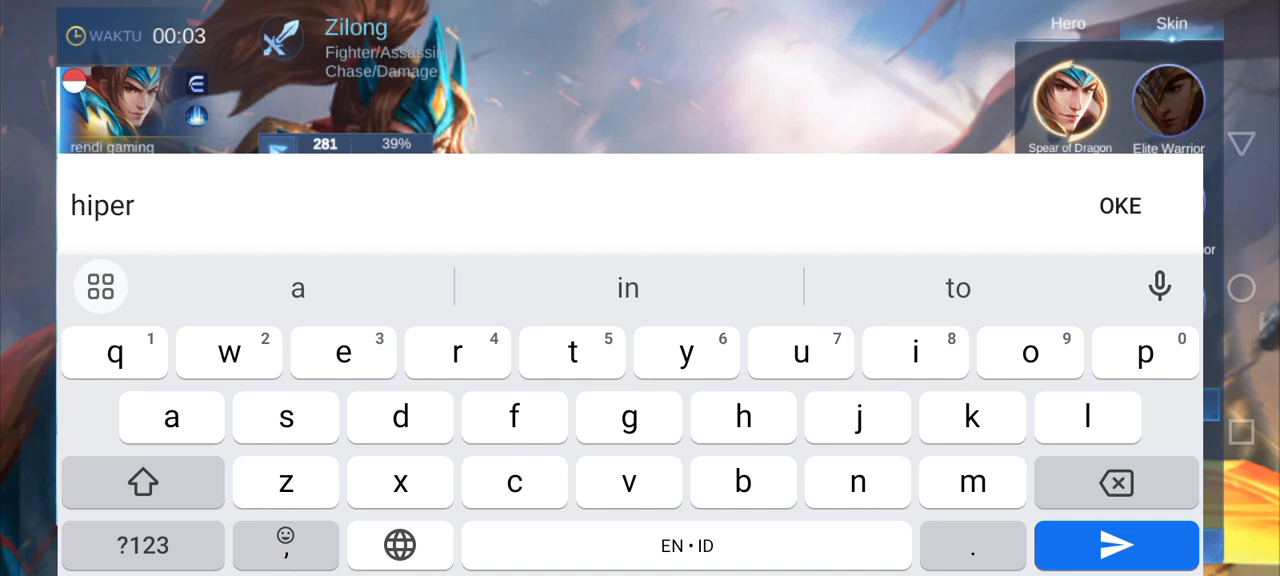 WAKTU 00:03
Zilong
Fighter/Assassin
Chase/Damage
Hero Skin
rendi gaming
281 39%
Spear of Dragon Elite Warrior
hiper
OKE
a in to
q 1 w 2 e 3 r 4 t 5 y 6 u 7 i 8 o 9 p 0
a s d f g h j k l
z x c v b n m
?123 , EN • ID .